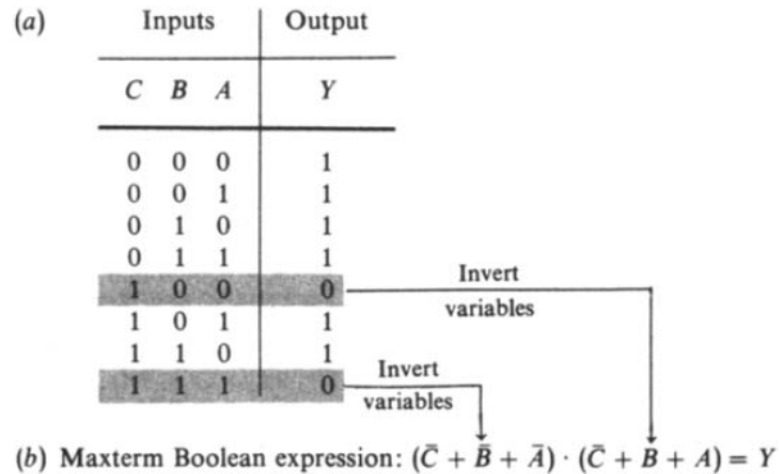 (a) Inputs Output
C B A Y
0 0 0 1
0 0 1 1
0 1 0 1
0 1 1 1
1 0 0 0 Invert
variables
1 0 1 1
1 1 0 1
Invert
1 1 1 0
variables
(b) Maxterm Boolean expression: (C̄ + B̄ + Ā) · (C̄ + B + A) = Y